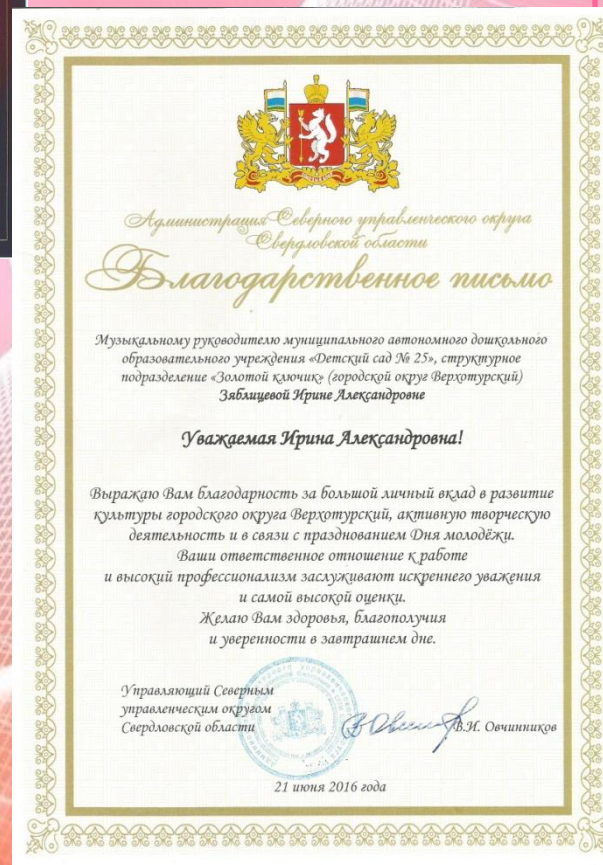 Администрация Северного управленческого округа
Свердловской области
Благодарственное письмо
Музыкальному руководителю муниципального автономного дошкольного
образовательного учреждения «Детский сад № 25», структурное
подразделение «Золотой ключик» (городской округ Верхотурский)
Зяблицевой Ирине Александровне
Уважаемая Ирина Александровна!
Выражаю Вам благодарность за большой личный вклад в развитие
культуры городского округа Верхотурский, активную творческую
деятельность и в связи с празднованием Дня молодёжи.
Ваши ответственное отношение к работе
и высокий профессионализм заслуживают искреннего уважения
и самой высокой оценки.
Желаю Вам здоровья, благополучия
и уверенности в завтрашнем дне.
Управляющий Северным
управленческим округом
Свердловской области
В.И. Овчинников
21 июня 2016 года